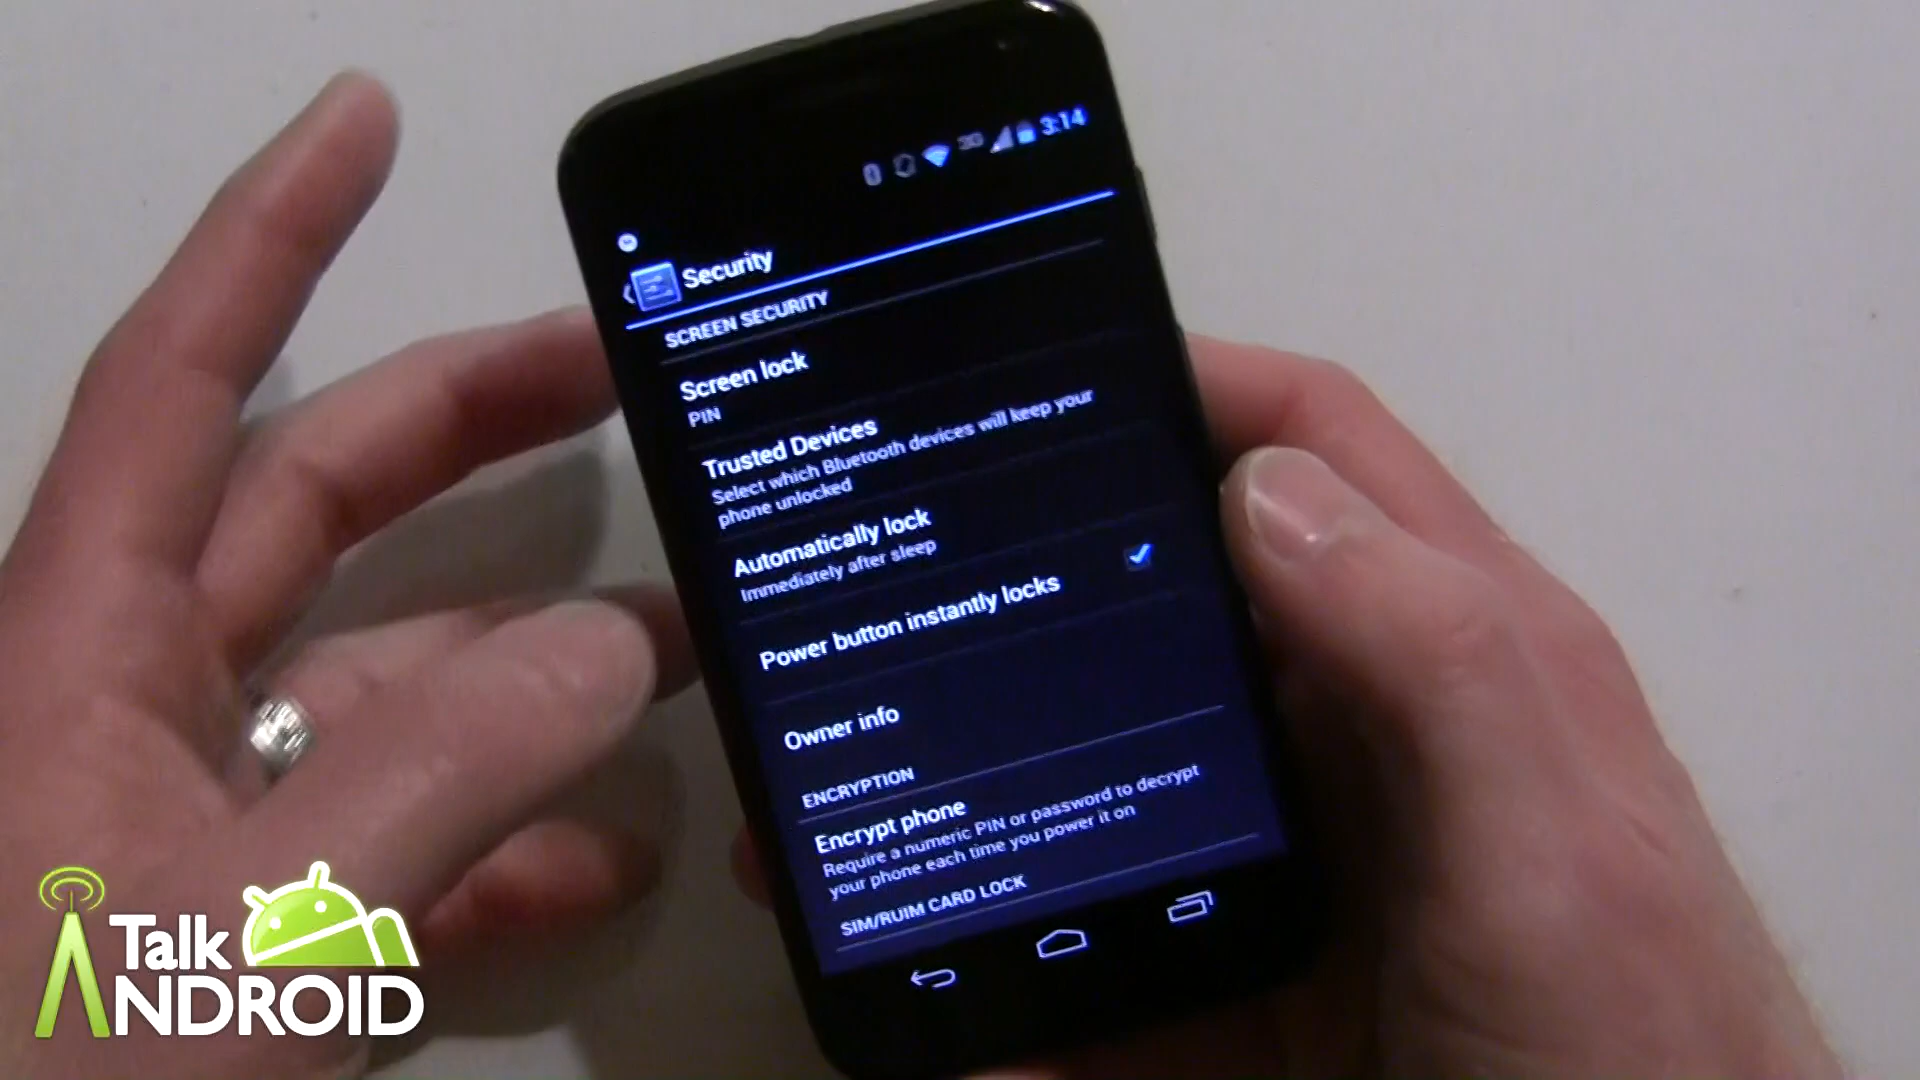 3G 3:14
Security
SCREEN SECURITY
Screen lock
PIN
Trusted Devices
Select which Bluetooth devices will keep your
phone unlocked
Automatically lock
Immediately after sleep
Power button instantly locks
Owner info
ENCRYPTION
Encrypt phone
Require a numeric PIN or password to decrypt
your phone each time you power it on
SIM/RUIM CARD LOCK
Talk
ANDROID